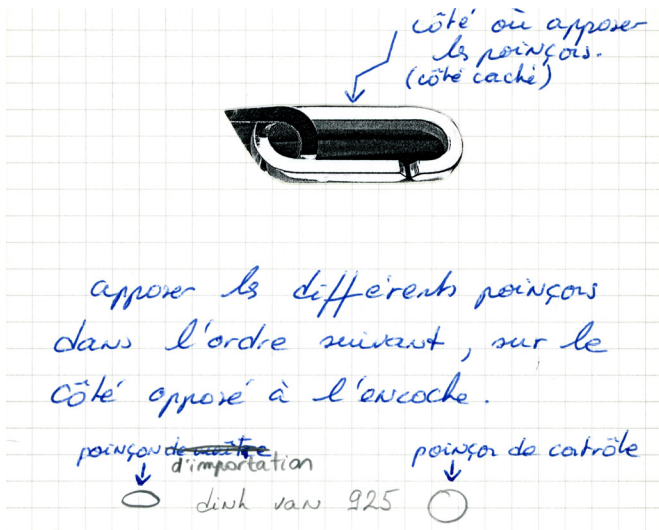 côté où apposer
les poinçons.
(côté caché)
apposer les différents poinçons
dans l'ordre suivant, sur le
côté opposé à l'encoche.
poinçon de maître
d'importation
poinçon de contrôle
dinh van 925